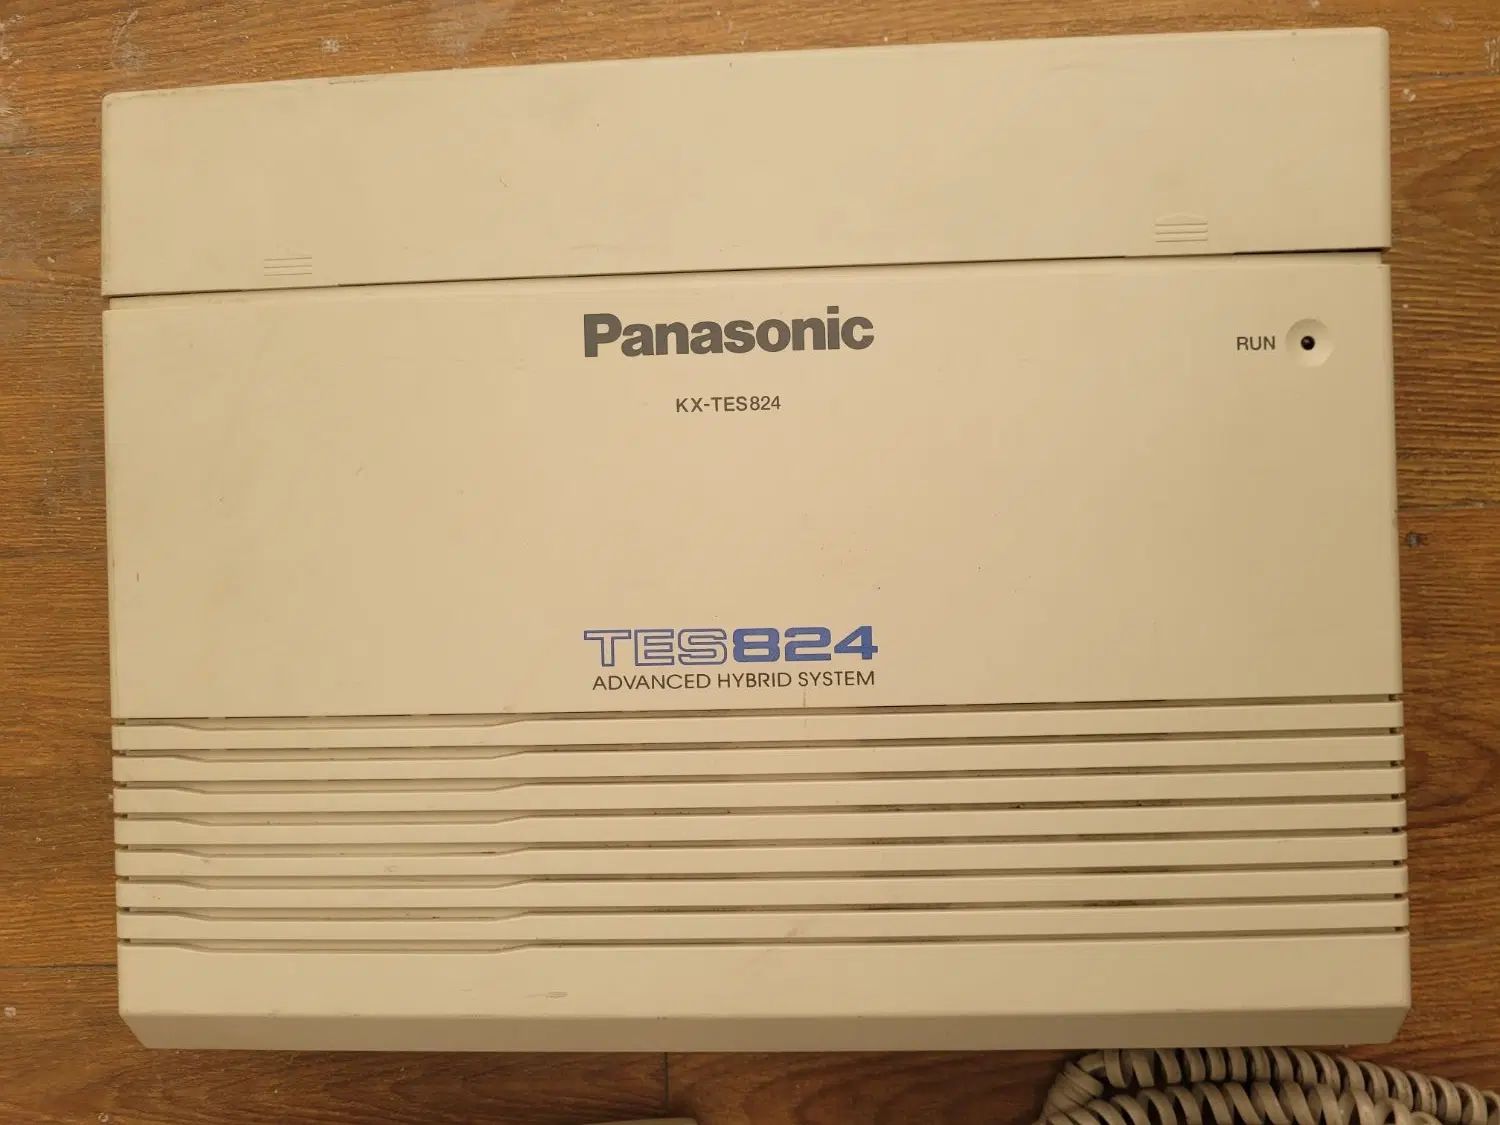 Panasonic
RUN
KX-TES824
TES824
ADVANCED HYBRID SYSTEM